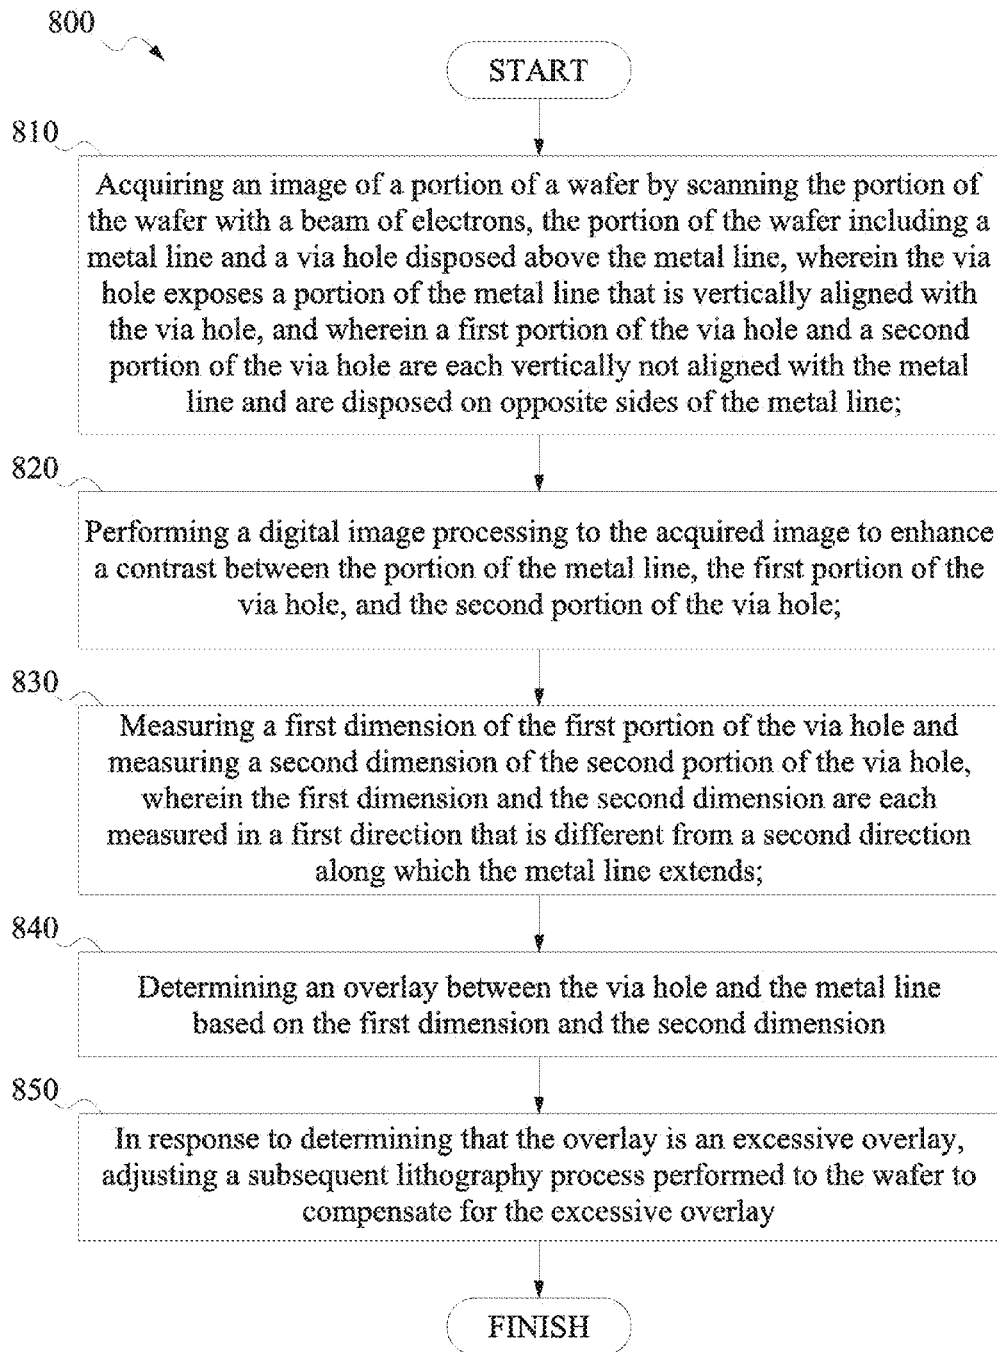 800
START
810
Acquiring an image of a portion of a wafer by scanning the portion of
the wafer with a beam of electrons, the portion of the wafer including a
metal line and a via hole disposed above the metal line, wherein the via
hole exposes a portion of the metal line that is vertically aligned with
the via hole, and wherein a first portion of the via hole and a second
portion of the via hole are each vertically not aligned with the metal
line and are disposed on opposite sides of the metal line;
820
Performing a digital image processing to the acquired image to enhance
a contrast between the portion of the metal line, the first portion of the
via hole, and the second portion of the via hole;
830
Measuring a first dimension of the first portion of the via hole and
measuring a second dimension of the second portion of the via hole,
wherein the first dimension and the second dimension are each
measured in a first direction that is different from a second direction
along which the metal line extends;
840
Determining an overlay between the via hole and the metal line
based on the first dimension and the second dimension
850
In response to determining that the overlay is an excessive overlay,
adjusting a subsequent lithography process performed to the wafer to
compensate for the excessive overlay
FINISH